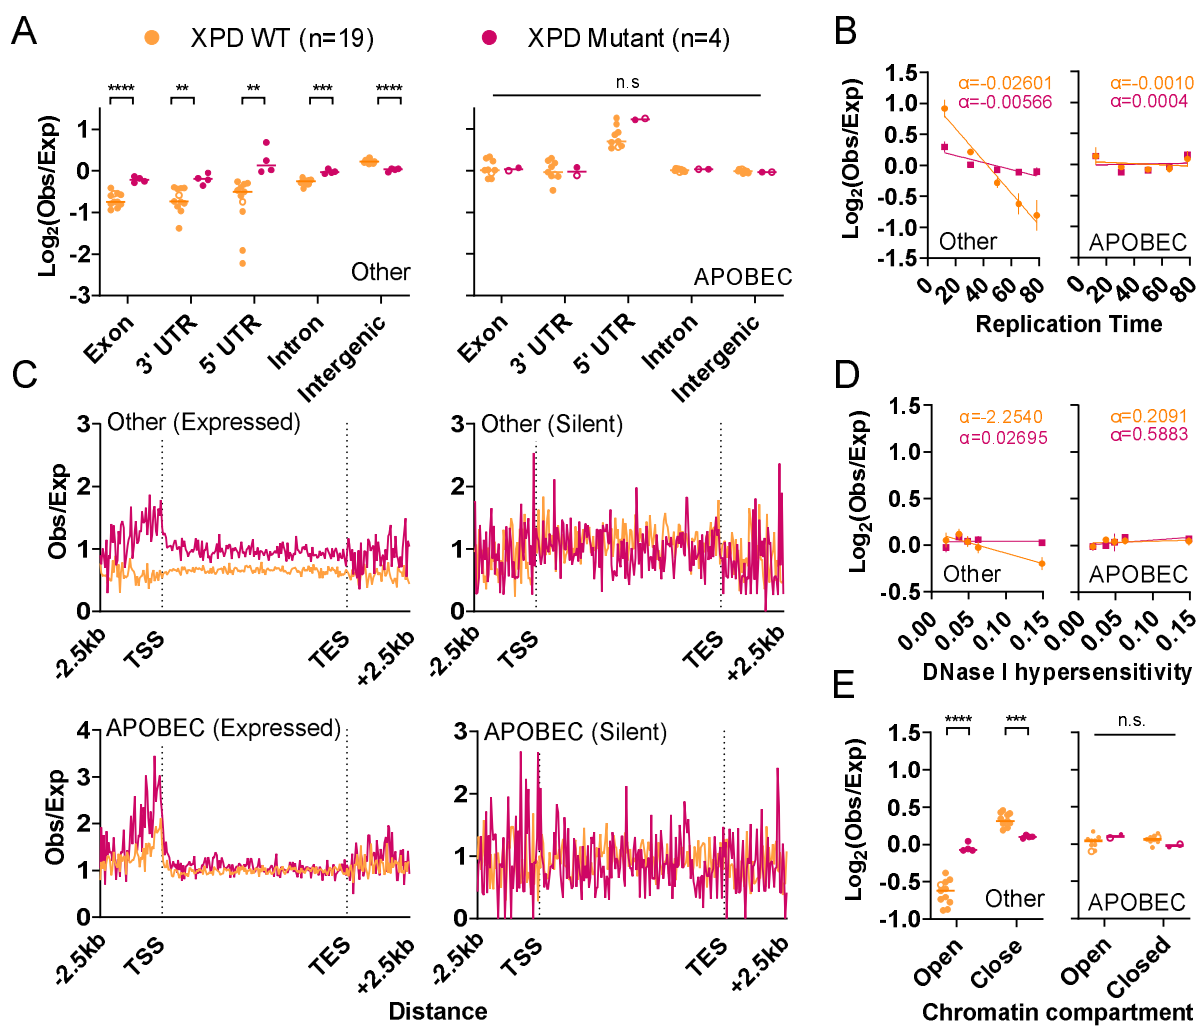 A
XPD WT (n=19)
XPD Mutant (n=4)
**** ** ** *** ****
n.s
Log2(Obs/Exp)
1
0
-1
-2
-3
Other
APOBEC
Exon 3' UTR 5' UTR Intron Intergenic
Exon 3' UTR 5' UTR Intron Intergenic
B
Log2(Obs/Exp)
1.5
1.0
0.5
0.0
-0.5
-1.0
-1.5
α=-0.02601
α=-0.00566
α=-0.0010
α=0.0004
Other
APOBEC
0 20 40 60 80
0 20 40 60 80
Replication Time
C
Other (Expressed)
Obs/Exp
3
2
1
0
-2.5kb TSS TES +2.5kb
Other (Silent)
3
2
1
0
-2.5kb TSS TES +2.5kb
APOBEC (Expressed)
Obs/Exp
4
3
2
1
0
-2.5kb TSS TES +2.5kb
APOBEC (Silent)
3
2
1
0
-2.5kb TSS TES +2.5kb
Distance
D
Log2(Obs/Exp)
1.5
1.0
0.5
0.0
-0.5
α=-2.2540
α=0.02695
α=0.2091
α=0.5883
Other
APOBEC
0.00 0.05 0.10 0.15
0.00 0.05 0.10 0.15
DNase I hypersensitivity
E
Log2(Obs/Exp)
1.5
1.0
0.5
0.0
-0.5
-1.0
**** ***
n.s.
Other
APOBEC
Open Close
Open Closed
Chromatin compartment